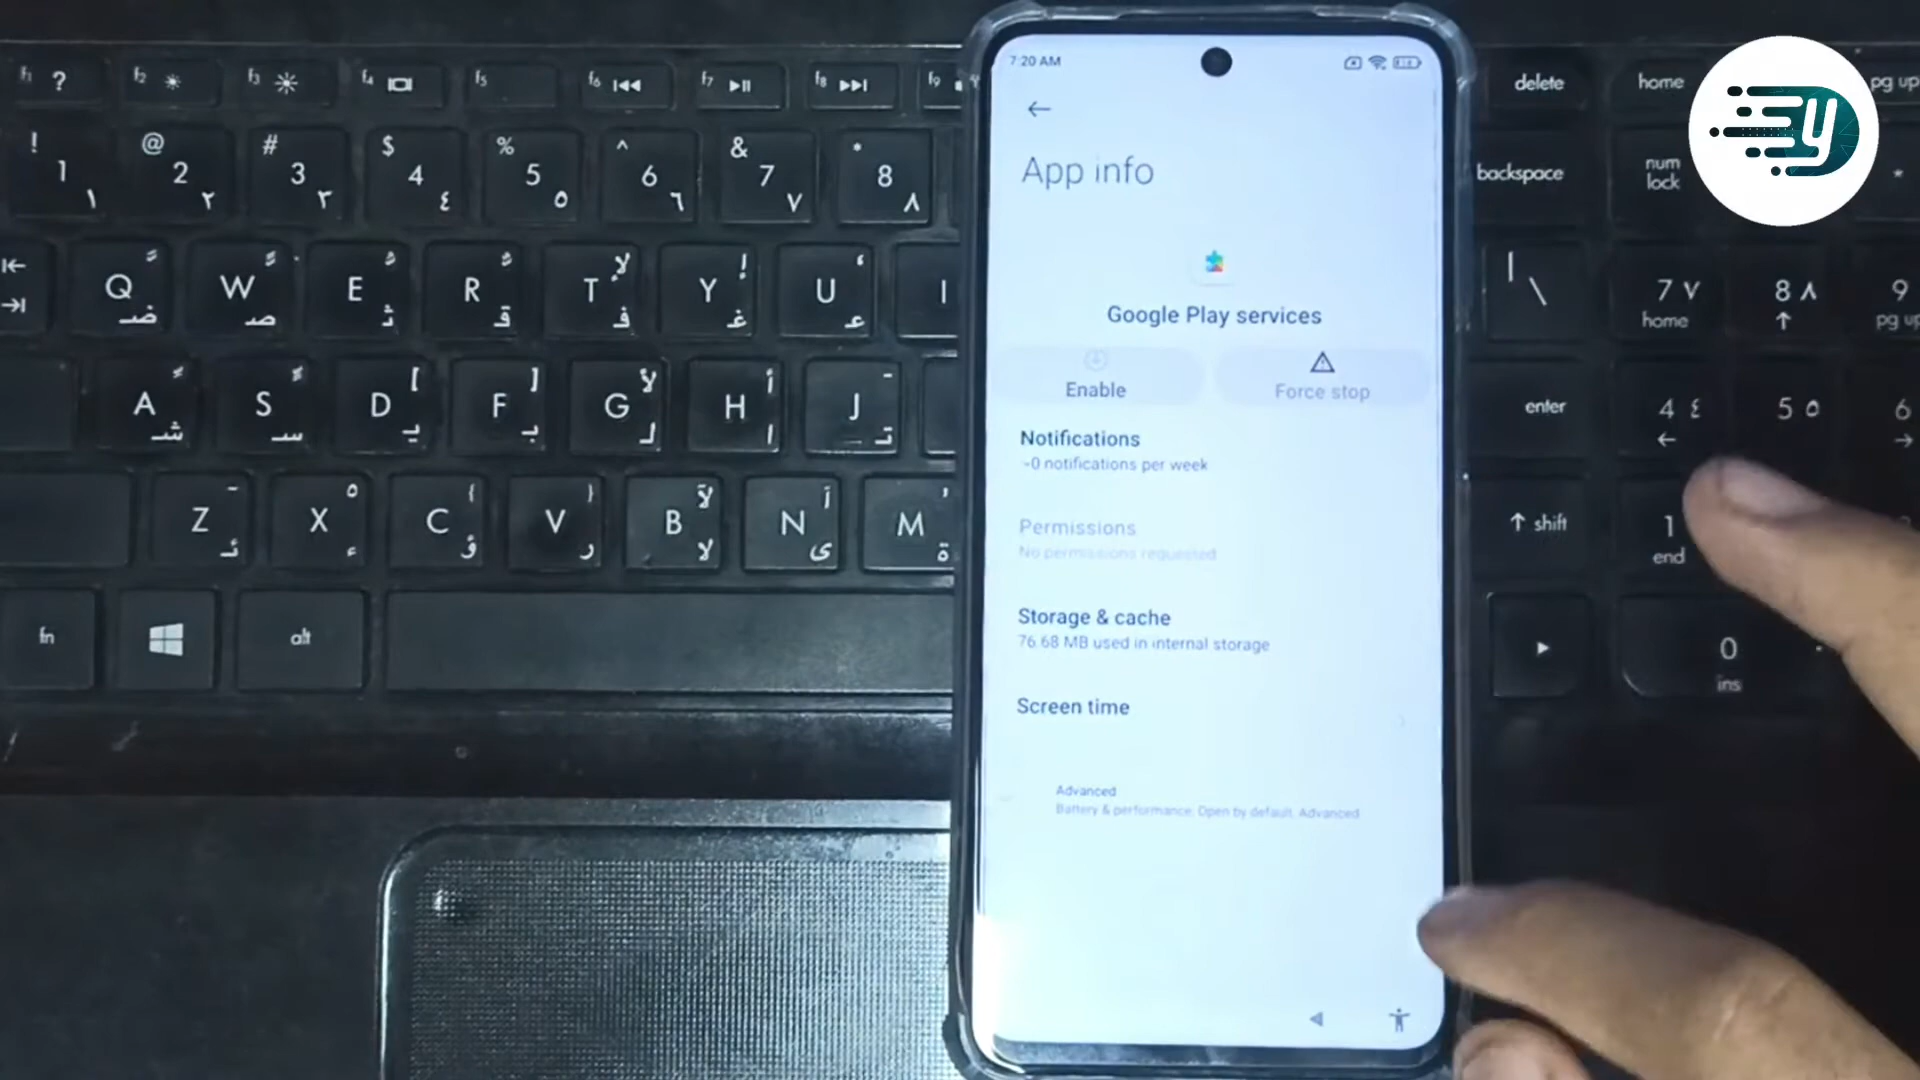 f1 ? f2 f3 f4 f5 f6 f7 f8 f9
! 1 ١ @ 2 ٢ # 3 ٣ $ 4 ٤ % 5 ٥ ^ 6 ٦ & 7 ٧ * 8 ٨
Q ض W ص E ث R ق T ف لإ Y غ إ U ع I
A ش S س D ي [ F ب ] G ل لأ H ا أ J ت ـ
Z ئ ~ X ء ْ C ؤ { V ر } B لا لآ N ى آ M ة ’
fn alt
7:20 AM
App info
Google Play services
Enable Force stop
Notifications
~0 notifications per week
Permissions
No permissions requested
Storage & cache
76.68 MB used in internal storage
Screen time
Advanced
Battery & performance, Open by default, Advanced
delete home pg up
backspace num lock *
| \ 7 ٧ home 8 ٨ 9 pg up
enter 4 ٤ 5 ٥ 6
shift 1 end
0 ins
y